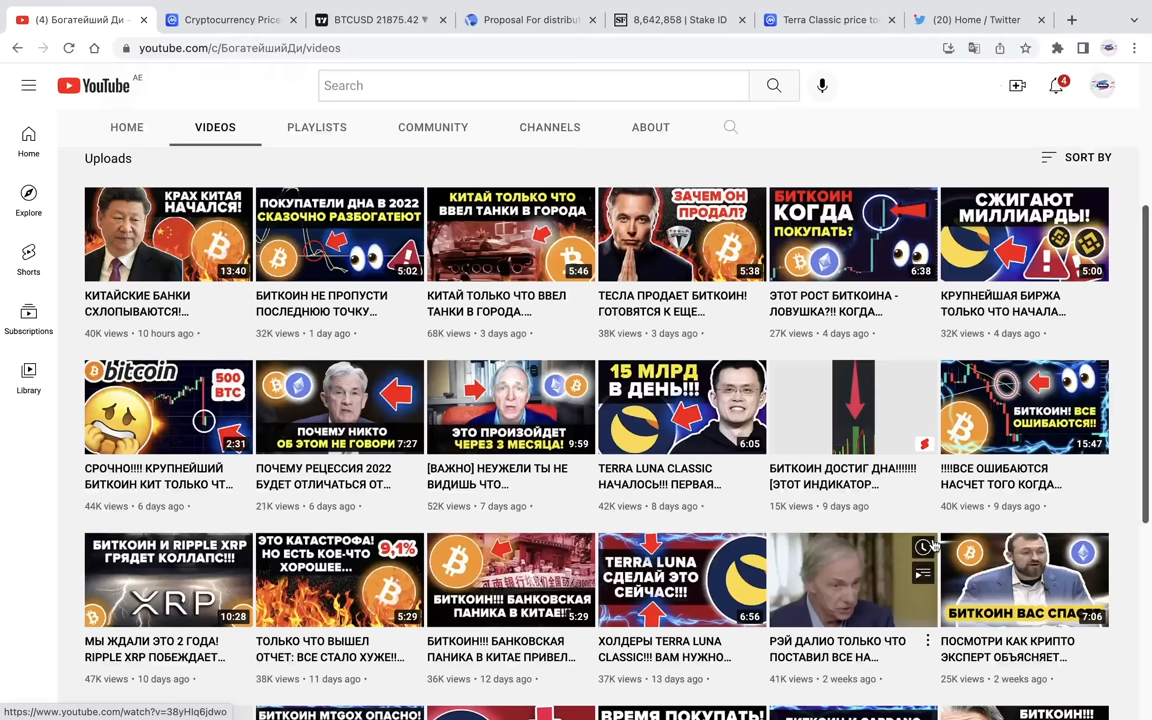 (4) Богатейший Ди -
Cryptocurrency Price
BTCUSD 21875.42
Proposal For distribut
8,642,858 | Stake ID
Terra Classic price to
(20) Home / Twitter
youtube.com/c/БогатейшийДи/videos
YouTube AE
Search
4
HOME
VIDEOS
PLAYLISTS
COMMUNITY
CHANNELS
ABOUT
Home
Explore
Shorts
Subscriptions
Library
Uploads
SORT BY
КРАХ КИТАЯ
НАЧАЛСЯ!
13:40
ПОКУПАТЕЛИ ДНА В 2022
СКАЗОЧНО РАЗБОГАТЕЮТ
5:02
КИТАЙ ТОЛЬКО ЧТО
ВВЕЛ ТАНКИ В ГОРОДА
5:46
ЗАЧЕМ ОН
ПРОДАЛ?
5:38
БИТКОИН
КОГДА
ПОКУПАТЬ?
6:38
СЖИГАЮТ
МИЛЛИАРДЫ!
5:00
КИТАЙСКИЕ БАНКИ
СХЛОПЫВАЮТСЯ!...
40K views • 10 hours ago •
БИТКОИН НЕ ПРОПУСТИ
ПОСЛЕДНЮЮ ТОЧКУ...
32K views • 1 day ago •
КИТАЙ ТОЛЬКО ЧТО ВВЕЛ
ТАНКИ В ГОРОДА....
68K views • 3 days ago •
ТЕСЛА ПРОДАЕТ БИТКОИН!
ГОТОВЯТСЯ К ЕЩЕ...
38K views • 3 days ago •
ЭТОТ РОСТ БИТКОИНА -
ЛОВУШКА?!! КОГДА...
27K views • 4 days ago •
КРУПНЕЙШАЯ БИРЖА
ТОЛЬКО ЧТО НАЧАЛА...
32K views • 4 days ago •
bitcoin
500
BTC
2:31
ПОЧЕМУ НИКТО
ОБ ЭТОМ НЕ ГОВОРИ
7:27
ЭТО ПРОИЗОЙДЕТ
ЧЕРЕЗ 3 МЕСЯЦА!
9:59
15 МЛРД
В ДЕНЬ!!!
6:05
БИТКОИН! ВСЕ
ОШИБАЮТСЯ!!
15:47
СРОЧНО!!!! КРУПНЕЙШИЙ
БИТКОИН КИТ ТОЛЬКО ЧТ...
44K views • 6 days ago •
ПОЧЕМУ РЕЦЕССИЯ 2022
БУДЕТ ОТЛИЧАТЬСЯ ОТ...
21K views • 6 days ago •
[ВАЖНО] НЕУЖЕЛИ ТЫ НЕ
ВИДИШЬ ЧТО...
52K views • 7 days ago •
TERRA LUNA CLASSIC
НАЧАЛОСЬ!!! ПЕРВАЯ...
42K views • 8 days ago •
БИТКОИН ДОСТИГ ДНА!!!!!!!
[ЭТОТ ИНДИКАТОР...
15K views • 9 days ago
!!!!ВСЕ ОШИБАЮТСЯ
НАСЧЕТ ТОГО КОГДА...
40K views • 9 days ago •
БИТКОИН И RIPPLE XRP
ГРЯДЕТ КОЛЛАПС!!!
XRP
10:28
ЭТО КАТАСТРОФА!
НО ЕСТЬ КОЕ-ЧТО
ХОРОШЕЕ...
9,1%
5:29
БИТКОИН!!! БАНКОВСКАЯ
ПАНИКА В КИТАЕ!
5:29
TERRA LUNA
СДЕЛАЙ ЭТО
СЕЙЧАС!!!
6:56
БИТКОИН ВАС СПАС
7:06
МЫ ЖДАЛИ ЭТО 2 ГОДА!
RIPPLE XRP ПОБЕЖДАЕТ...
47K views • 10 days ago •
ТОЛЬКО ЧТО ВЫШЕЛ
ОТЧЕТ: ВСЕ СТАЛО ХУЖЕ!!...
38K views • 11 days ago •
БИТКОИН!!! БАНКОВСКАЯ
ПАНИКА В КИТАЕ ПРИВЕЛ...
36K views • 12 days ago •
ХОЛДЕРЫ TERRA LUNA
CLASSIC!!! ВАМ НУЖНО...
37K views • 13 days ago •
РЭЙ ДАЛИО ТОЛЬКО ЧТО
ПОСТАВИЛ ВСЕ НА...
41K views • 2 weeks ago •
ПОСМОТРИ КАК КРИПТО
ЭКСПЕРТ ОБЪЯСНЯЕТ...
25K views • 2 weeks ago •
БИТКОИН MTGOX ОПАСНО!
ВРЕМЯ ПОКУПАТЬ!
БИТКОИН И CARDANO
БИТКОИН!!!
https://www.youtube.com/watch?v=38yHIq6jdwo